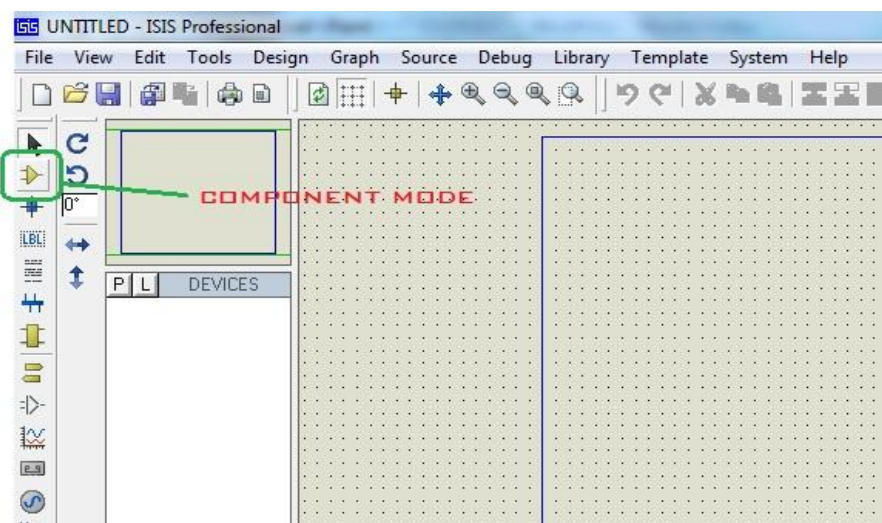 ISIS UNTITLED - ISIS Professional
File View Edit Tools Design Graph Source Debug Library Template System Help
0°
COMPONENT MODE
LBL
P L DEVICES